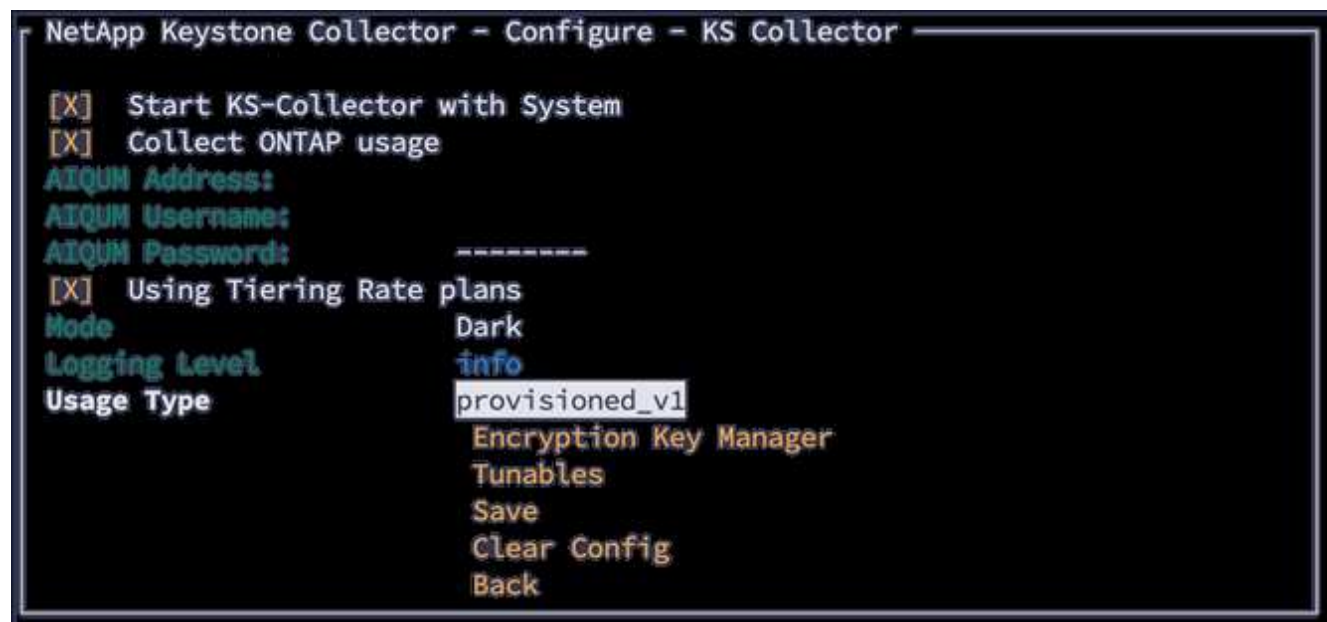 NetApp Keystone Collector - Configure - KS Collector
[X] Start KS-Collector with System
[X] Collect ONTAP usage
AIQUM Address:
AIQUM Username:
AIQUM Password: --------
[X] Using Tiering Rate plans
Mode Dark
Logging Level info
Usage Type provisioned_v1
Encryption Key Manager
Tunables
Save
Clear Config
Back